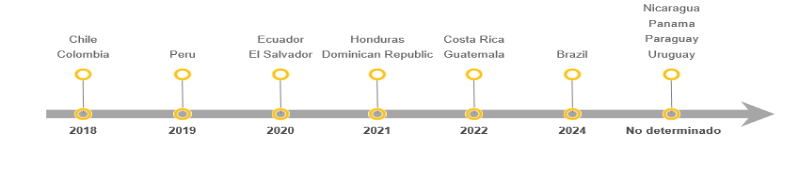 Nicaragua
Panama
Chile Ecuador Honduras Costa Rica Paraguay
Colombia Peru El Salvador Dominican Republic Guatemala Brazil Uruguay
2018 2019 2020 2021 2022 2024 No determinado